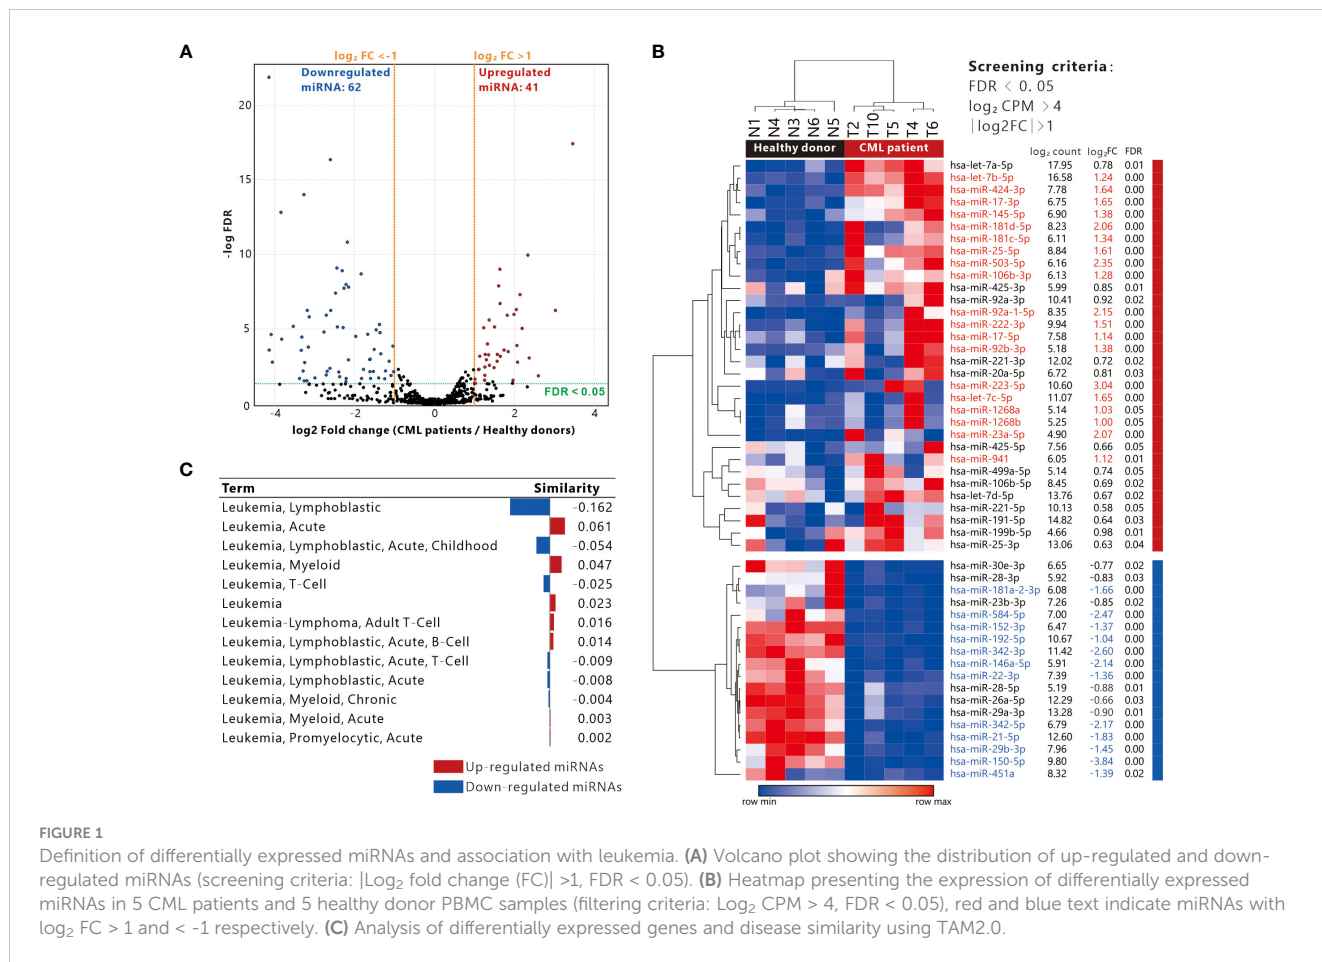 A
log₂ FC <-1
log₂ FC >1
Downregulated
miRNA: 62
Upregulated
miRNA: 41
20
15
10
5
0
-log FDR
FDR < 0.05
-4
-2
0.0
2
4
log2 Fold change (CML patients / Healthy donors)
B
Screening criteria:
FDR < 0.05
log₂ CPM >4
|log2FC|>1
N1 N4 N3 N6 N5 T2 T10 T5 T4 T6
Healthy donor CML patient
log₂ count log₂FC FDR
hsa-let-7a-5p 17.95 0.78 0.01
hsa-let-7b-5p 16.58 1.24 0.00
hsa-miR-424-3p 7.78 1.64 0.00
hsa-miR-17-3p 6.75 1.65 0.00
hsa-miR-145-5p 6.90 1.38 0.00
hsa-miR-181d-5p 8.23 2.06 0.00
hsa-miR-181c-5p 6.11 1.34 0.00
hsa-miR-25-5p 8.84 1.61 0.00
hsa-miR-503-5p 6.16 2.35 0.00
hsa-miR-106b-3p 6.13 1.28 0.00
hsa-miR-425-3p 5.99 0.85 0.01
hsa-miR-92a-3p 10.41 0.92 0.02
hsa-miR-92a-1-5p 8.35 2.15 0.00
hsa-miR-222-3p 9.94 1.51 0.00
hsa-miR-17-5p 7.58 1.14 0.00
hsa-miR-92b-3p 5.18 1.38 0.00
hsa-miR-221-3p 12.02 0.72 0.02
hsa-miR-20a-5p 6.72 0.81 0.03
hsa-miR-223-5p 10.60 3.04 0.00
hsa-let-7c-5p 11.07 1.65 0.00
hsa-miR-1268a 5.14 1.03 0.05
hsa-miR-1268b 5.25 1.00 0.05
hsa-miR-23a-5p 4.90 2.07 0.00
hsa-miR-425-5p 7.56 0.66 0.05
hsa-miR-941 6.05 1.12 0.01
hsa-miR-499a-5p 5.14 0.74 0.05
hsa-miR-106b-5p 8.45 0.69 0.02
hsa-let-7d-5p 13.76 0.67 0.02
hsa-miR-221-5p 10.13 0.58 0.05
hsa-miR-191-5p 14.82 0.64 0.03
hsa-miR-199b-5p 4.66 0.98 0.01
hsa-miR-25-3p 13.06 0.63 0.04
hsa-miR-30e-3p 6.65 -0.77 0.02
hsa-miR-28-3p 5.92 -0.83 0.03
hsa-miR-181a-2-3p 6.08 -1.66 0.00
hsa-miR-23b-3p 7.26 -0.85 0.02
hsa-miR-584-5p 7.00 -2.47 0.00
hsa-miR-152-3p 6.47 -1.37 0.00
hsa-miR-192-5p 10.67 -1.04 0.00
hsa-miR-342-3p 11.42 -2.60 0.00
hsa-miR-146a-5p 5.91 -2.14 0.00
hsa-miR-22-3p 7.39 -1.36 0.00
hsa-miR-28-5p 5.19 -0.88 0.01
hsa-miR-26a-5p 12.29 -0.66 0.03
hsa-miR-29a-3p 13.28 -0.90 0.01
hsa-miR-342-5p 6.79 -2.17 0.00
hsa-miR-21-5p 12.60 -1.83 0.00
hsa-miR-29b-3p 7.96 -1.45 0.00
hsa-miR-150-5p 9.80 -3.84 0.00
hsa-miR-451a 8.32 -1.39 0.02
row min row max
C
Term Similarity
Leukemia, Lymphoblastic -0.162
Leukemia, Acute 0.061
Leukemia, Lymphoblastic, Acute, Childhood -0.054
Leukemia, Myeloid 0.047
Leukemia, T-Cell -0.025
Leukemia 0.023
Leukemia-Lymphoma, Adult T-Cell 0.016
Leukemia, Lymphoblastic, Acute, B-Cell 0.014
Leukemia, Lymphoblastic, Acute, T-Cell -0.009
Leukemia, Lymphoblastic, Acute -0.008
Leukemia, Myeloid, Chronic -0.004
Leukemia, Myeloid, Acute 0.003
Leukemia, Promyelocytic, Acute 0.002
Up-regulated miRNAs
Down-regulated miRNAs
FIGURE 1
Definition of differentially expressed miRNAs and association with leukemia. (A) Volcano plot showing the distribution of up-regulated and down-
regulated miRNAs (screening criteria: |Log₂ fold change (FC)| >1, FDR < 0.05). (B) Heatmap presenting the expression of differentially expressed
miRNAs in 5 CML patients and 5 healthy donor PBMC samples (filtering criteria: Log₂ CPM > 4, FDR < 0.05), red and blue text indicate miRNAs with
log₂ FC > 1 and < -1 respectively. (C) Analysis of differentially expressed genes and disease similarity using TAM2.0.